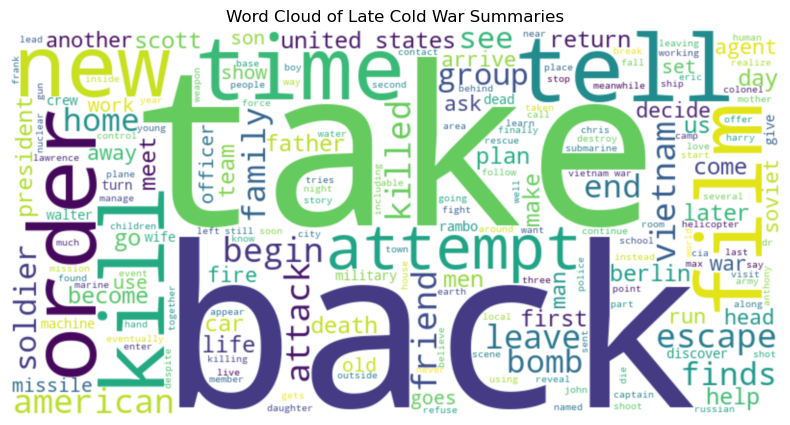 Word Cloud of Late Cold War Summaries
lead
another
scott
son
united states
see
return
near
working
leaving
break
human
frank
inside
base
boy
contact
behind
place
stop
fall
agent
realize
gun
new
time
tell
crew
show
people
way
second
arrive
group
set
meanwhile
ship
eric
colonel
day
mother
home
work
year
weapon
ask
dead
decide
us
president
nuclear
young
force
call
taken
area
learn
finally
rescue
chris
destroy
submarine
offer
harry
give
control
away
meet
officer
team
family
father
water
killed
plan
vietnam war
camp
love
start
lawrence
plane
turn
manage
order
take
tries
night
story
including
able
going
fight
follow
well
make
end
vietnam
come
several
later
soviet
film
walter
children
wife
kill
go
much
left
still
soon
city
know
rambo
around
want
continue
room
helicopter
school
war
cia
last
dr
mission
event
use
begin
attempt
town
military
men
house
berlin
instead
max
say
visit
army
world
found
marine
become
together
fire
attack
friend
man
police
point
part
run
head
along
anthony
soldier
machine
hand
appear
car
death
earth
three
first
escape
discover
shot
eventually
enter
despite
killing
life
old
local
believe
leave
sent
finds
missile
live
member
outside
scene
bomb
die
american
gets
daughter
back
goes
refuse
using
reveal
john
named
captain
shoot
help
russian